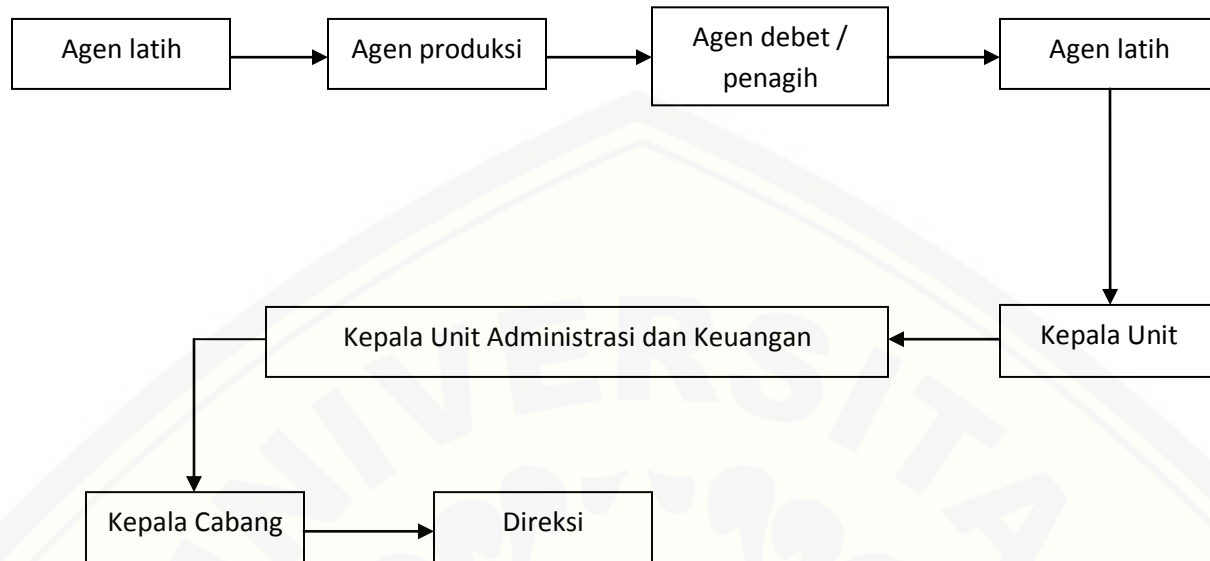 Agen latih
Agen produksi
Agen debet /
penagih
Agen latih
Kepala Unit Administrasi dan Keuangan
Kepala Unit
Kepala Cabang
Direksi
UNIVERSITA